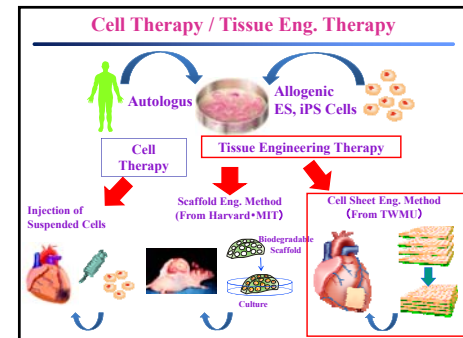 Cell Therapy / Tissue Eng. Therapy
Autologus
Allogenic
ES, iPS Cells
Cell
Therapy
Tissue Engineering Therapy
Injection of
Suspended Cells
Scaffold Eng. Method
(From Harvard・MIT)
Biodegradable
Scaffold
Culture
Cell Sheet Eng. Method
(From TWMU)